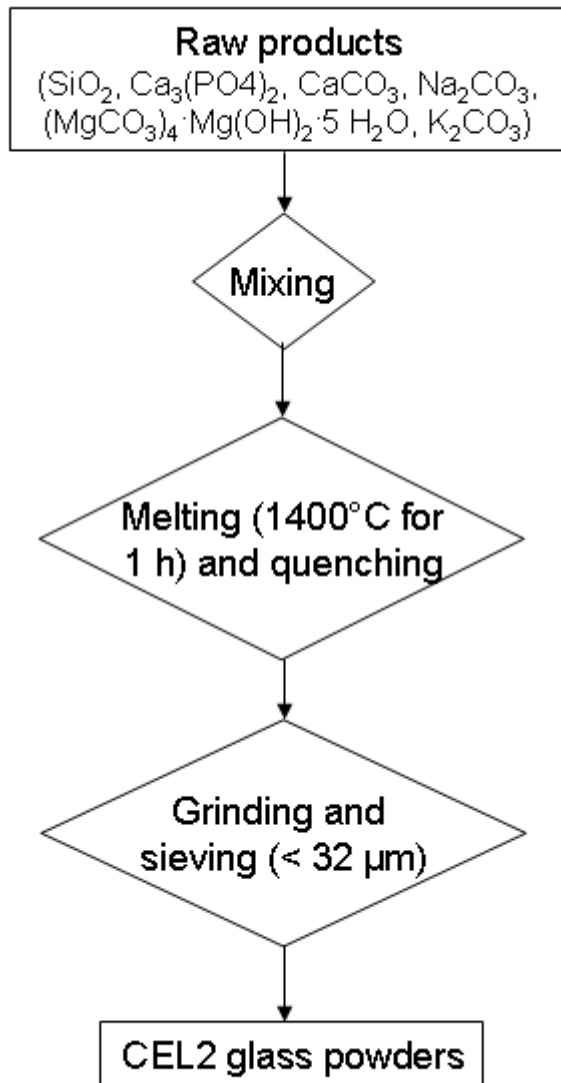 Raw products
(SiO₂, Ca₃(PO4)₂, CaCO₃, Na₂CO₃,
(MgCO₃)₄·Mg(OH)₂·5 H₂O, K₂CO₃)
Mixing
Melting (1400°C for
1 h) and quenching
Grinding and
sieving (< 32 µm)
CEL2 glass powders